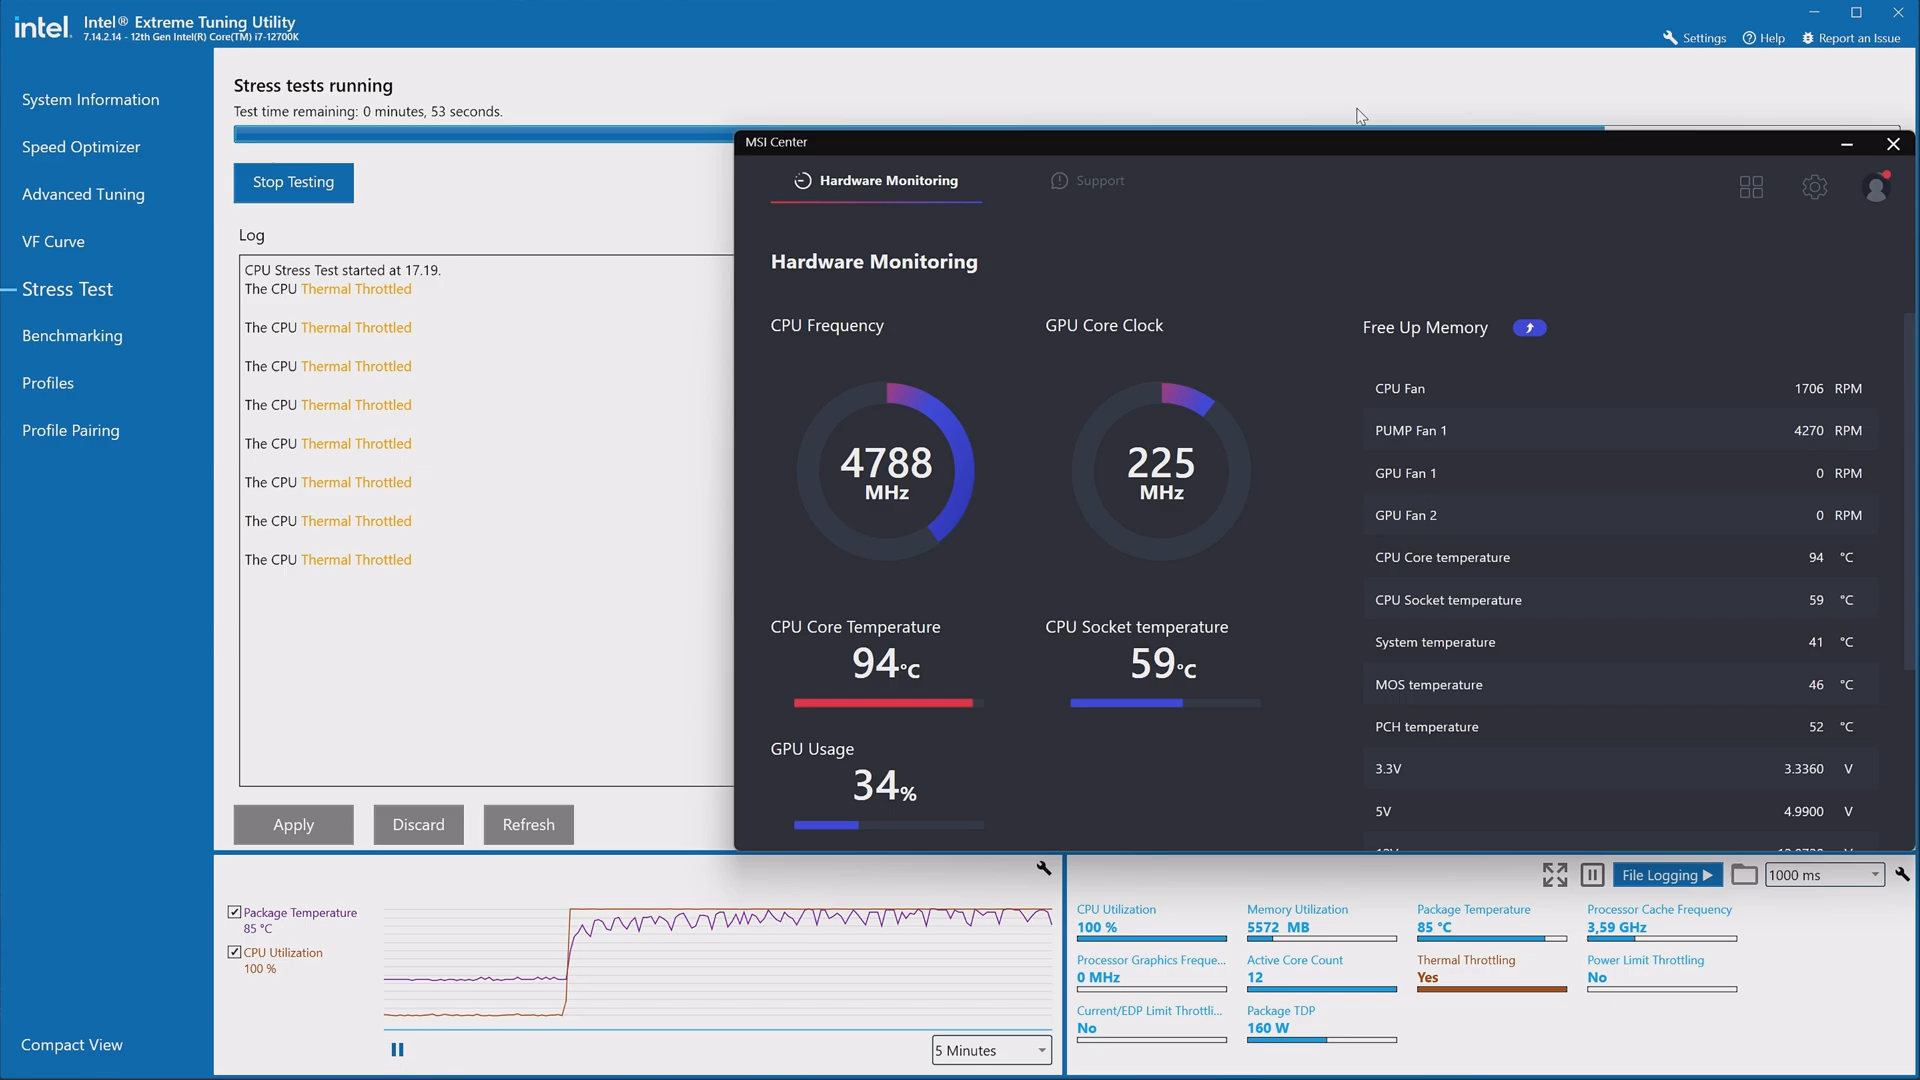 intel.
Intel® Extreme Tuning Utility
7.14.2.14 - 12th Gen Intel(R) Core(TM) i7-12700K
Settings
Help
Report an Issue
System Information
Speed Optimizer
Advanced Tuning
VF Curve
Stress Test
Benchmarking
Profiles
Profile Pairing
Compact View
Stress tests running
Test time remaining: 0 minutes, 53 seconds.
Stop Testing
Log
CPU Stress Test started at 17.19.
The CPU Thermal Throttled
The CPU Thermal Throttled
The CPU Thermal Throttled
The CPU Thermal Throttled
The CPU Thermal Throttled
The CPU Thermal Throttled
The CPU Thermal Throttled
The CPU Thermal Throttled
Apply
Discard
Refresh
MSI Center
Hardware Monitoring
Support
Hardware Monitoring
CPU Frequency
4788
MHz
GPU Core Clock
225
MHz
CPU Core Temperature
94°C
CPU Socket temperature
59°C
GPU Usage
34%
Free Up Memory
CPU Fan 1706 RPM
PUMP Fan 1 4270 RPM
GPU Fan 1 0 RPM
GPU Fan 2 0 RPM
CPU Core temperature 94 °C
CPU Socket temperature 59 °C
System temperature 41 °C
MOS temperature 46 °C
PCH temperature 52 °C
3.3V 3.3360 V
5V 4.9900 V
Package Temperature
85 °C
CPU Utilization
100 %
5 Minutes
File Logging
1000 ms
CPU Utilization
100 %
Memory Utilization
5572 MB
Package Temperature
85 °C
Processor Cache Frequency
3,59 GHz
Processor Graphics Freque...
0 MHz
Active Core Count
12
Thermal Throttling
Yes
Power Limit Throttling
No
Current/EDP Limit Throttli...
No
Package TDP
160 W